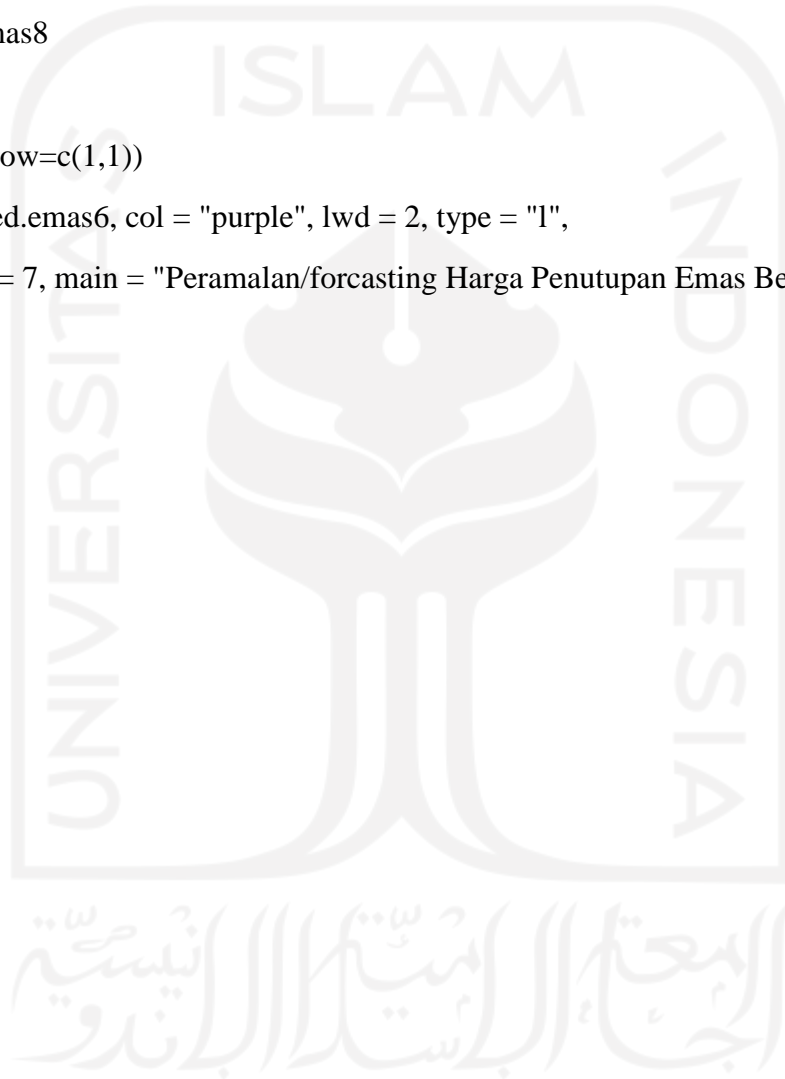 nas8
ow=c(1,1))
ed.emas6, col = "purple", lwd = 2, type = "l",
= 7, main = "Peramalan/forcasting Harga Penutupan Emas Be
ISLAM
UNIVERSITAS
INDONESIA